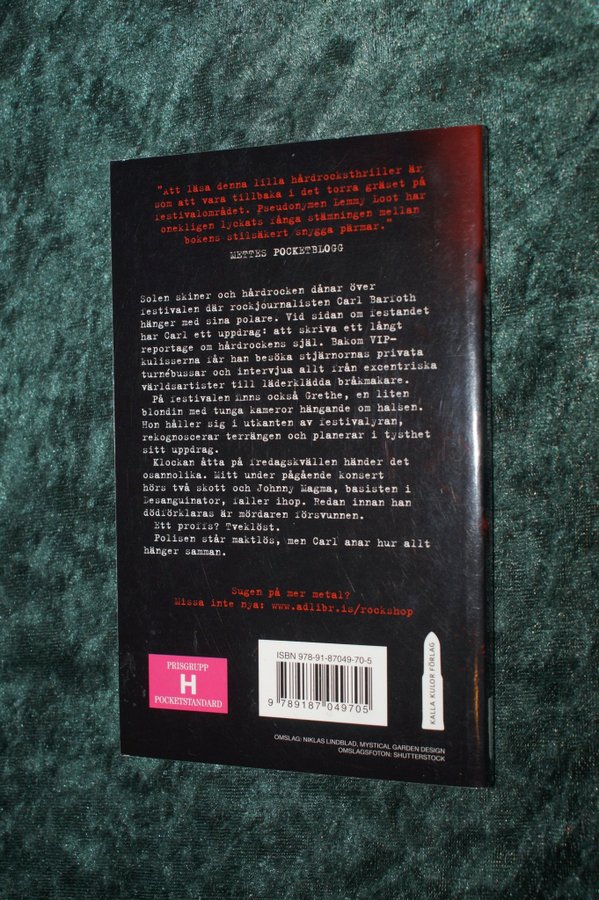 "Att läsa denna lilla hårdrocksthriller är
som att vara tillbaka i det torra gräset på
festivalområdet. Pseudonymen Lemmy Loot har
onekligen lyckats fånga stämningen mellan
bokens stilsäkert snygga pärmar."
METTES POCKETBLOGG
Solen skiner och hårdrocken dånar över
festivalen där rockjournalisten Carl Barfoth
hänger med sina polare. Vid sidan om festandet
har Carl ett uppdrag: att skriva ett långt
reportage om hårdrockens själ. Bakom VIP-
kulisserna får han besöka stjärnornas privata
turnébussar och intervjua allt från excentriska
världsartister till läderklädda bråkmakare.
På festivalen finns också Grethe, en liten
blondin med tunga kameror hängande om halsen.
Hon håller sig i utkanten av festivalyran,
rekognoscerar terrängen och planerar i tysthet
sitt uppdrag.
Klockan åtta på fredagskvällen händer det
osannolika. Mitt under pågående konsert
hörs två skott och Johnny Magma, basisten i
Desanguinator, faller ihop. Redan innan han
dödförklaras är mördaren försvunnen.
Ett proffs? Tveklöst.
Polisen står maktlös, men Carl anar hur allt
hänger samman.
Sugen på mer metal?
Missa inte nya: www.adlibr.is/rockshop
PRISGRUPP
H
POCKETSTANDARD
ISBN 978-91-87049-70-5
9 789187 049705
KALLA KULOR FÖRLAG
OMSLAG: NIKLAS LINDBLAD, MYSTICAL GARDEN DESIGN
OMSLAGSFOTON: SHUTTERSTOCK